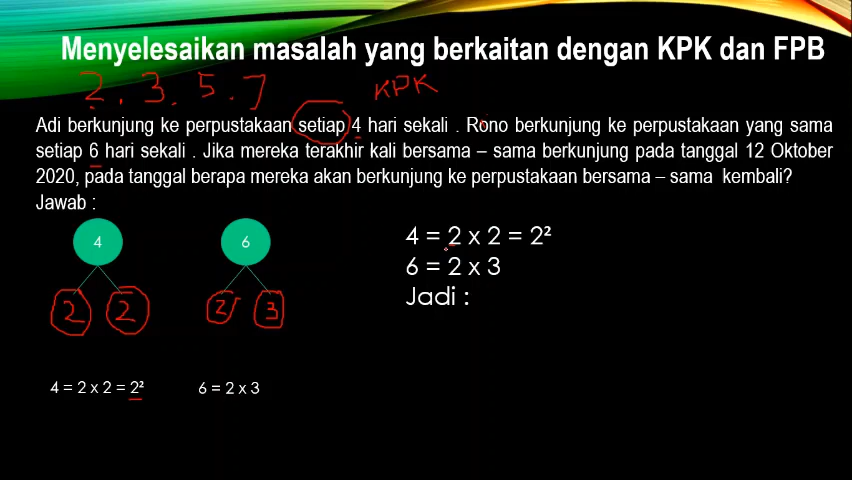 Menyelesaikan masalah yang berkaitan dengan KPK dan FPB
2. 3. 5. 7
KPK
Adi berkunjung ke perpustakaan setiap 4 hari sekali . Rono berkunjung ke perpustakaan yang sama
setiap 6 hari sekali . Jika mereka terakhir kali bersama – sama berkunjung pada tanggal 12 Oktober
2020, pada tanggal berapa mereka akan berkunjung ke perpustakaan bersama – sama kembali?
Jawab :
4
6
2 2
2 3
4 = 2 x 2 = 2²
6 = 2 x 3
Jadi :
4 = 2 x 2 = 2²
6 = 2 x 3